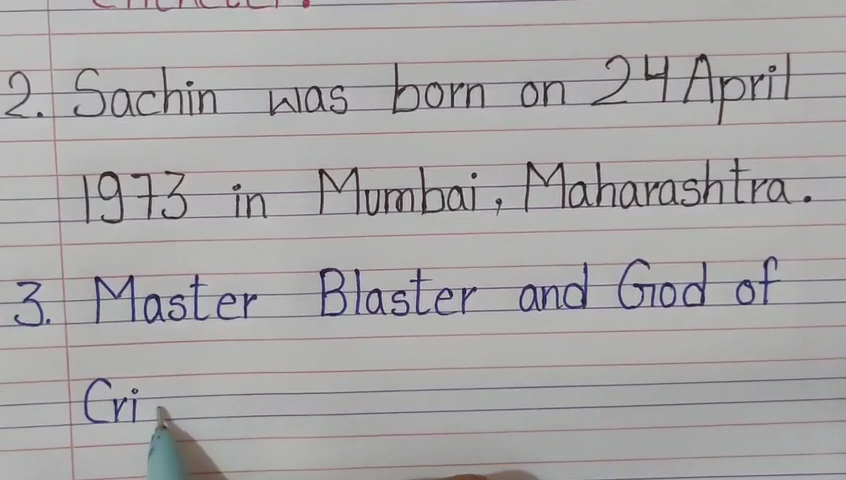 2. Sachin was born on 24 April
1973 in Mumbai, Maharashtra.
3. Master Blaster and God of
Cri